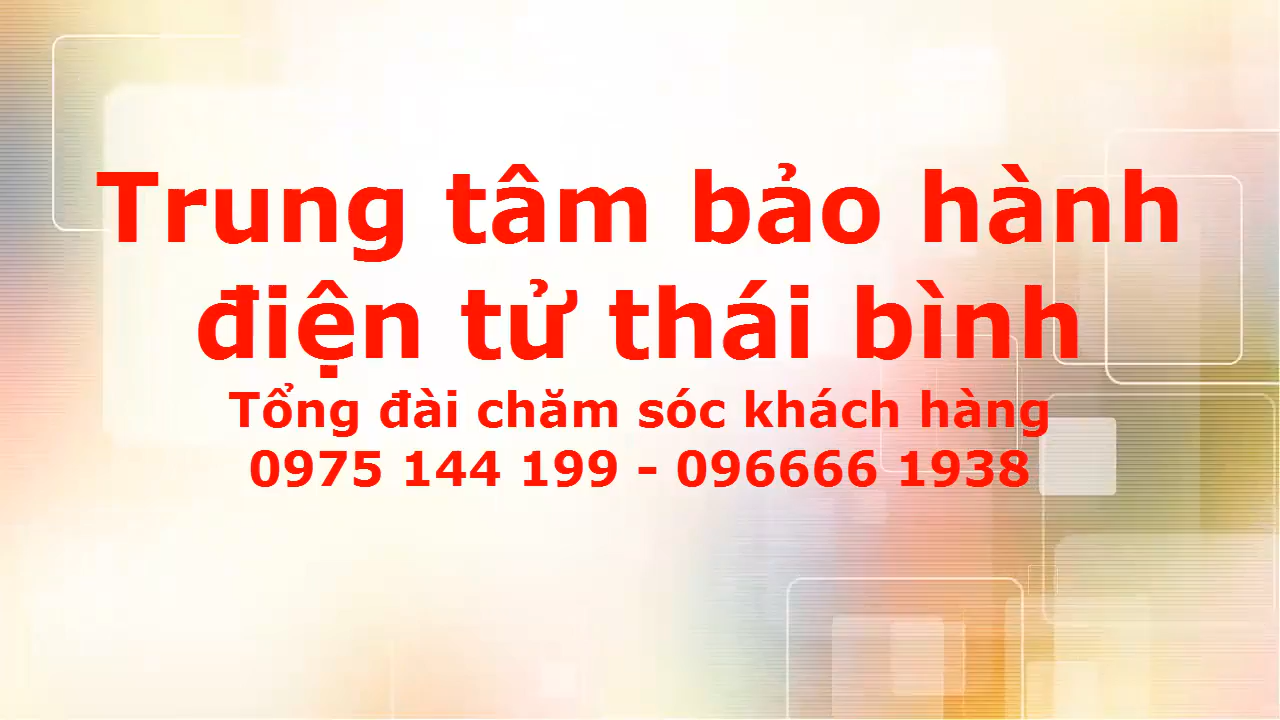 Trung tâm bảo hành
điện tử thái bình
Tổng đài chăm sóc khách hàng
0975 144 199 - 096666 1938